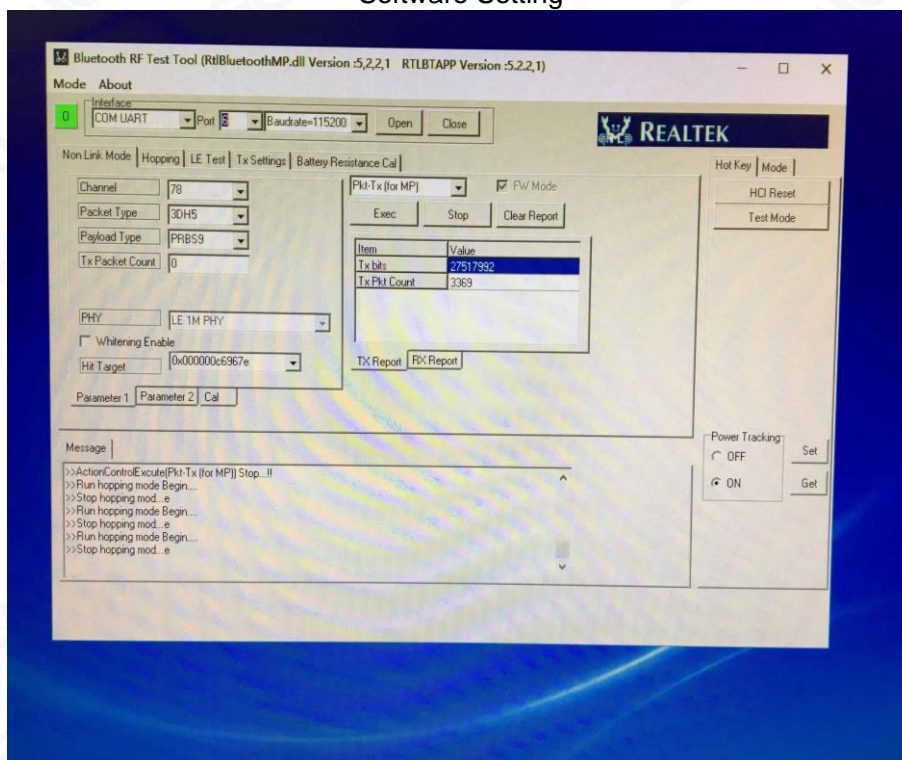 Software Setting
Bluetooth RF Test Tool (RtlBluetoothMP.dll Version :5,2,2,1 RTLBTAPP Version :5.2.2,1)
Mode About
Interface
0 COM UART Port 6 Baudrate=115200 Open Close
REALTEK
Non Link Mode Hopping LE Test Tx Settings Battery Resistance Cal
Hot Key Mode
Channel 78
Pkt-Tx (for MP) FW Mode
HCI Reset
Packet Type 3DH5
Exec Stop Clear Report
Test Mode
Payload Type PRBS9
Tx Packet Count 0
Item Value
Tx bits 27517992
Tx Pkt Count 3369
PHY LE 1M PHY
Whitening Enable
Hit Target 0x000000c6967e
TX Report RX Report
Parameter 1 Parameter 2 Cal
Power Tracking
OFF Set
ON Get
Message
>>ActionControlExcute(Pkt-Tx (for MP)) Stop...!!
>>Run hopping mode Begin....
>>Stop hopping mod...e
>>Run hopping mode Begin....
>>Stop hopping mod...e
>>Run hopping mode Begin....
>>Stop hopping mod...e